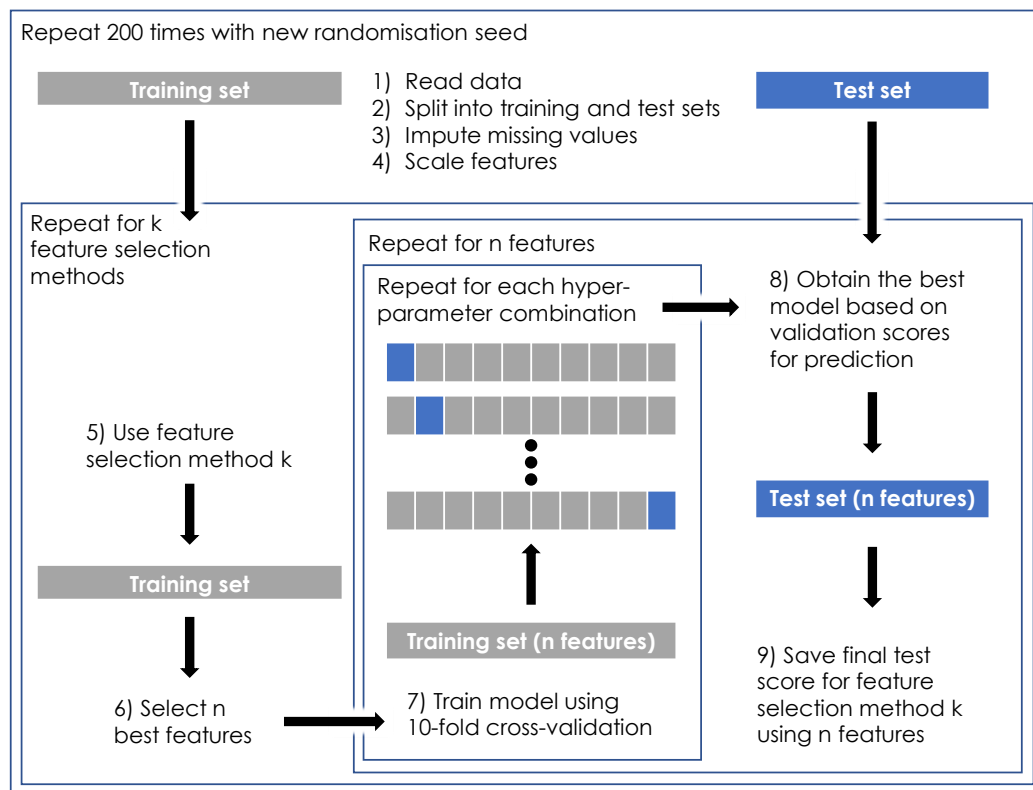 Repeat 200 times with new randomisation seed
Training set
1) Read data
2) Split into training and test sets
3) Impute missing values
4) Scale features
Test set
Repeat for k
feature selection
methods
Repeat for n features
Repeat for each hyper-
parameter combination
8) Obtain the best
model based on
validation scores
for prediction
5) Use feature
selection method k
Test set (n features)
Training set
Training set (n features)
6) Select n
best features
7) Train model using
10-fold cross-validation
9) Save final test
score for feature
selection method k
using n features